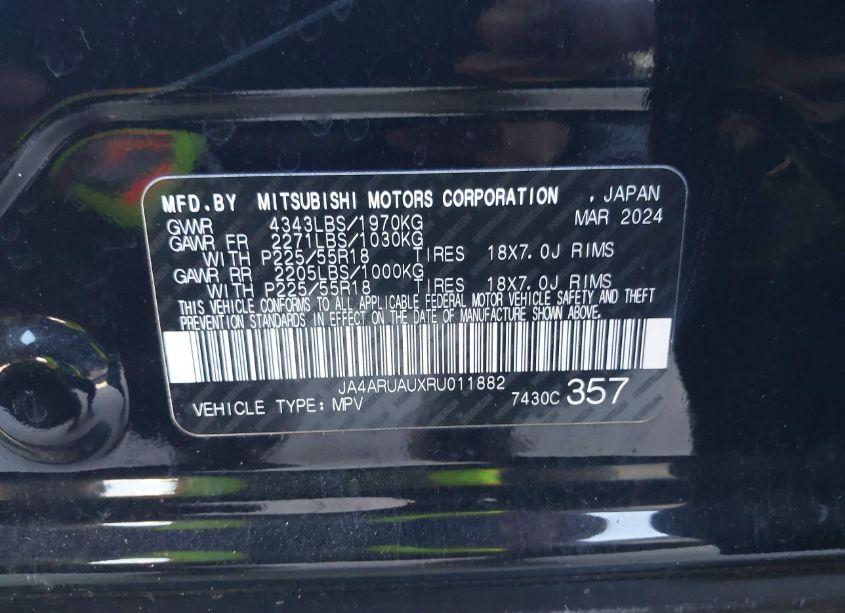 MFD.BY MITSUBISHI MOTORS CORPORATION , JAPAN
MAR 2024
GVWR 4343LBS/1970KG
GAWR FR 2271LBS/1030KG
WITH P225/55R18 TIRES 18X7.0J RIMS
GAWR RR 2205LBS/1000KG
WITH P225/55R18 TIRES 18X7.0J RIMS
THIS VEHICLE CONFORMS TO ALL APPLICABLE FEDERAL MOTOR VEHICLE SAFETY AND THEFT
PREVENTION STANDARDS IN EFFECT ON THE DATE OF MANUFACTURE SHOWN ABOVE.
JA4ARUAUXRU011882
VEHICLE TYPE: MPV 7430C 357